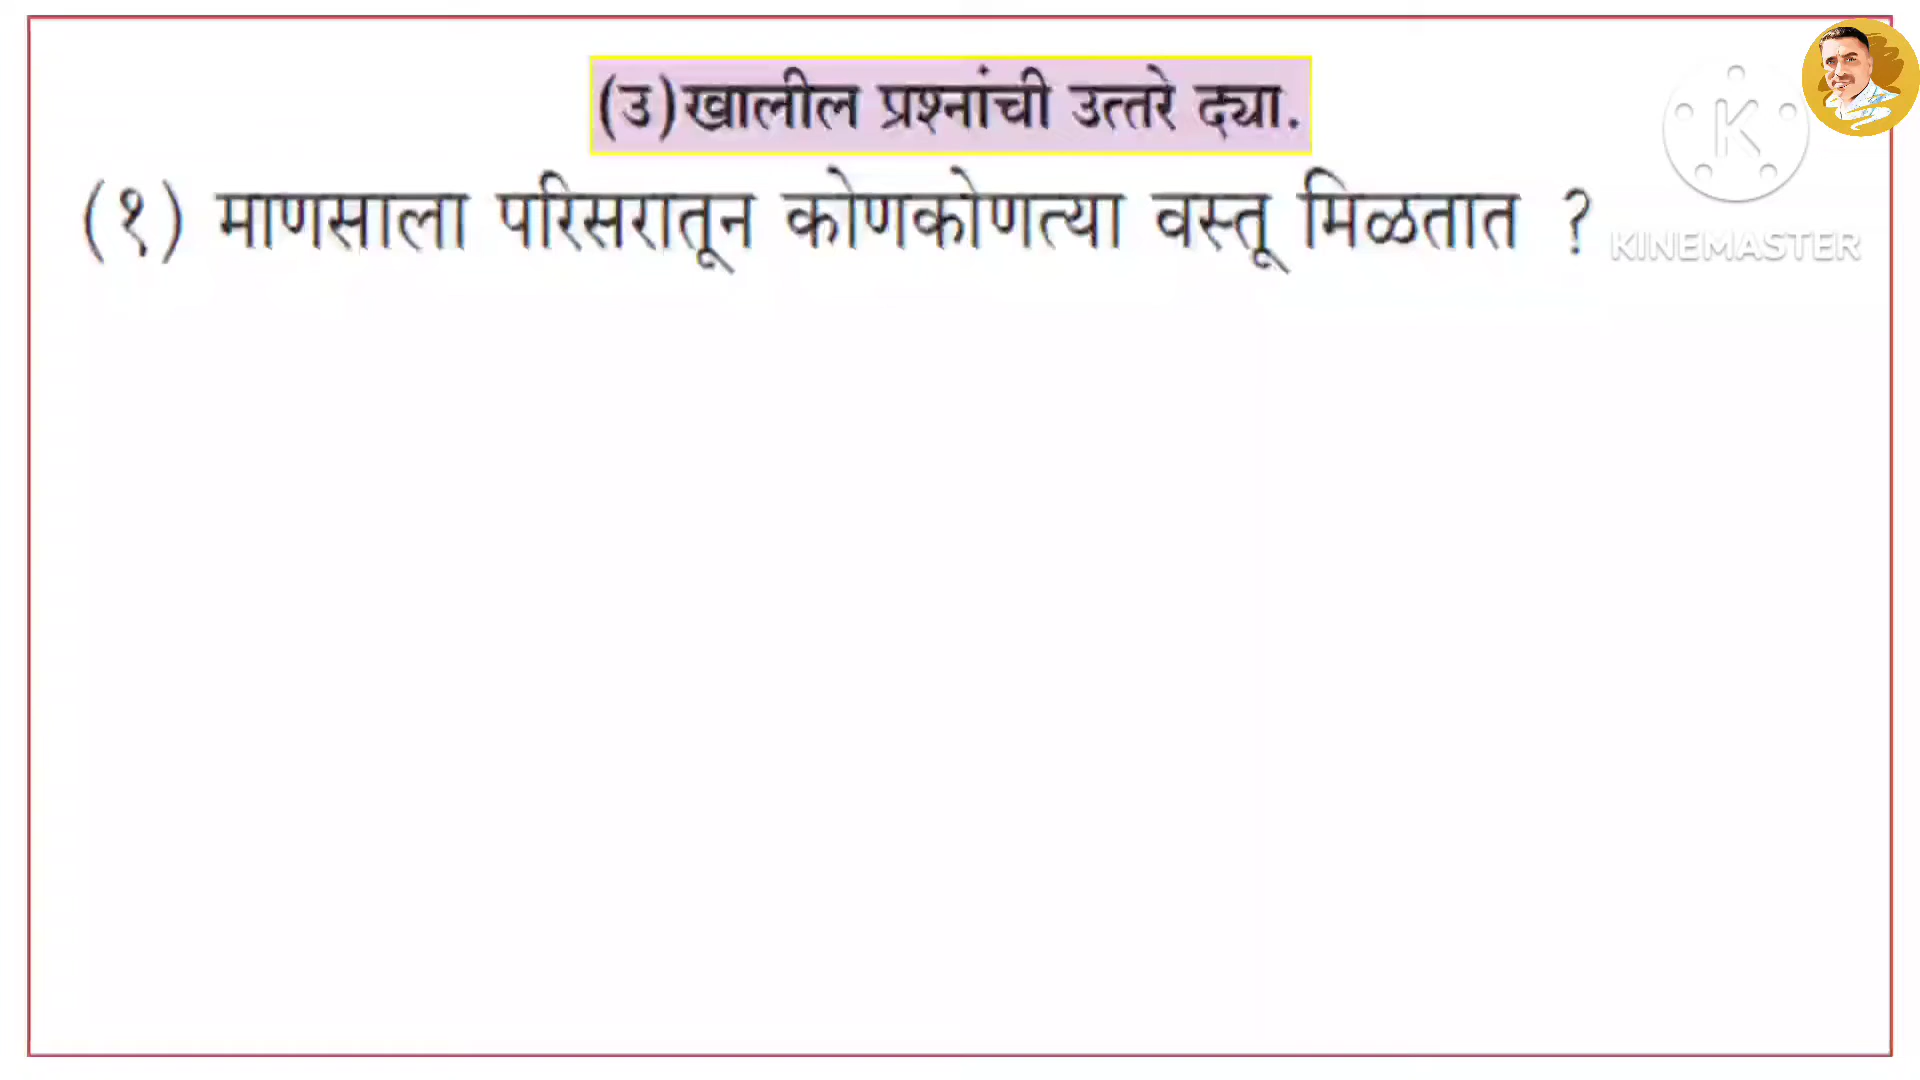 (उ)खालील प्रश्नांची उत्तरे द्या.
(१) माणसाला परिसरातून कोणकोणत्या वस्तू मिळतात ?
K
KINEMASTER